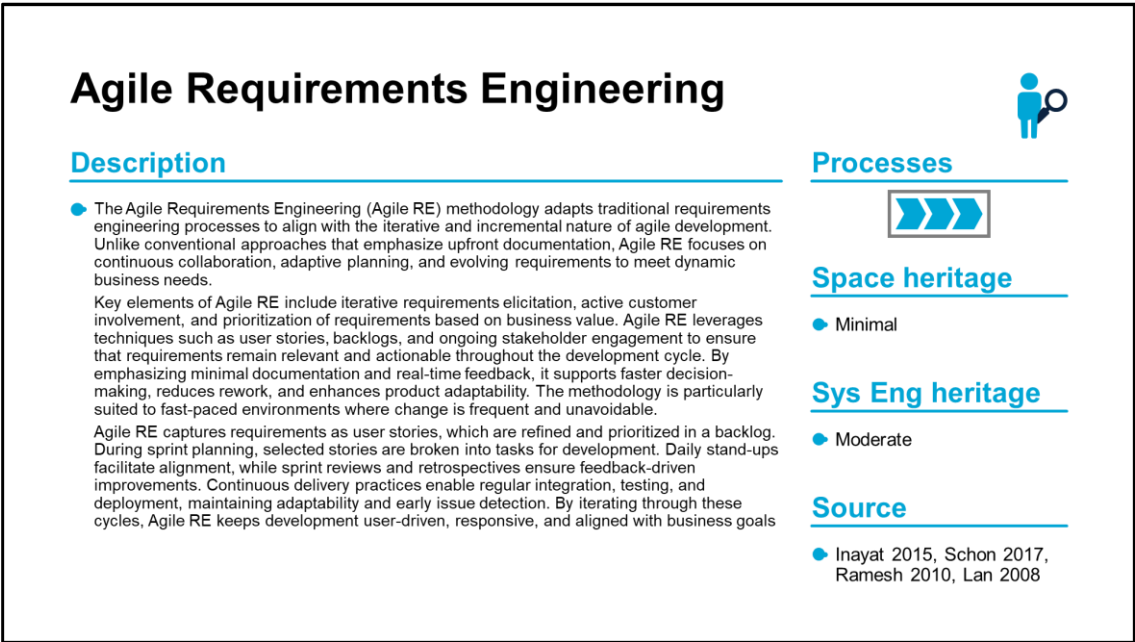 Agile Requirements Engineering
Description
The Agile Requirements Engineering (Agile RE) methodology adapts traditional requirements
engineering processes to align with the iterative and incremental nature of agile development.
Unlike conventional approaches that emphasize upfront documentation, Agile RE focuses on
continuous collaboration, adaptive planning, and evolving requirements to meet dynamic
business needs.
Key elements of Agile RE include iterative requirements elicitation, active customer
involvement, and prioritization of requirements based on business value. Agile RE leverages
techniques such as user stories, backlogs, and ongoing stakeholder engagement to ensure
that requirements remain relevant and actionable throughout the development cycle. By
emphasizing minimal documentation and real-time feedback, it supports faster decision-
making, reduces rework, and enhances product adaptability. The methodology is particularly
suited to fast-paced environments where change is frequent and unavoidable.
Agile RE captures requirements as user stories, which are refined and prioritized in a backlog.
During sprint planning, selected stories are broken into tasks for development. Daily stand-ups
facilitate alignment, while sprint reviews and retrospectives ensure feedback-driven
improvements. Continuous delivery practices enable regular integration, testing, and
deployment, maintaining adaptability and early issue detection. By iterating through these
cycles, Agile RE keeps development user-driven, responsive, and aligned with business goals
Processes
Space heritage
Minimal
Sys Eng heritage
Moderate
Source
Inayat 2015, Schon 2017,
Ramesh 2010, Lan 2008